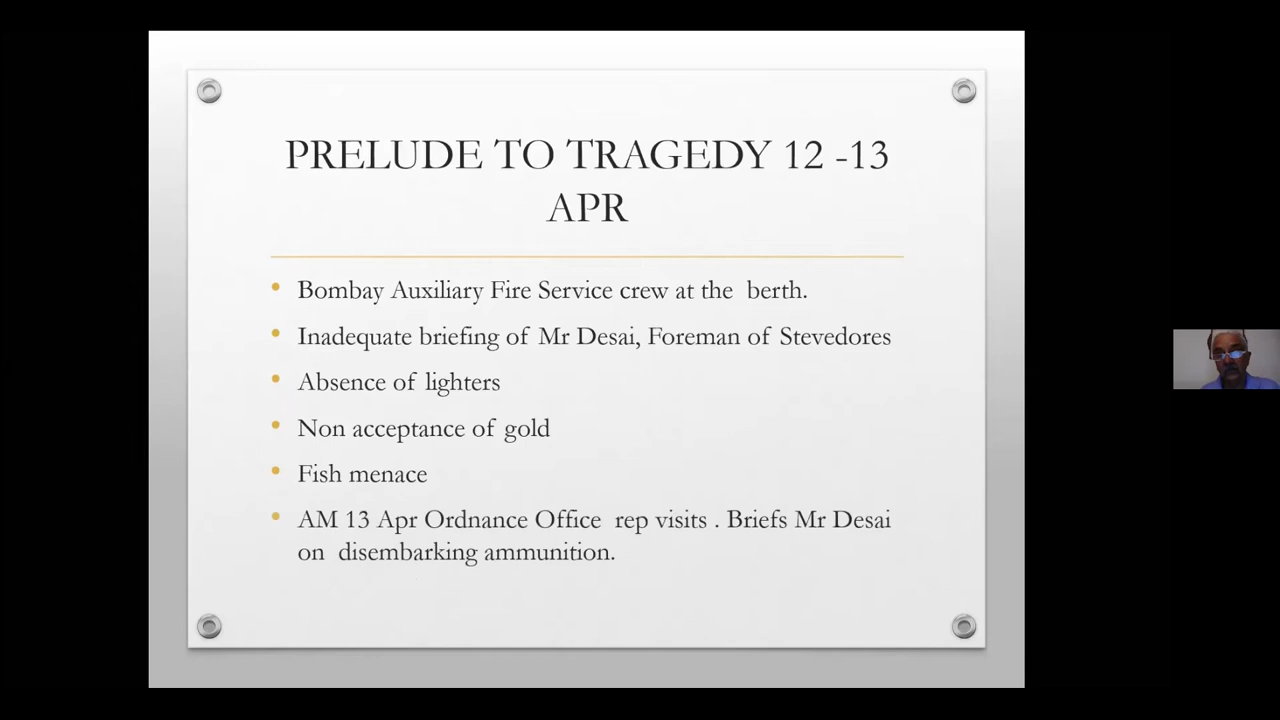 PRELUDE TO TRAGEDY 12 -13
APR
• Bombay Auxiliary Fire Service crew at the berth.
• Inadequate briefing of Mr Desai, Foreman of Stevedores
• Absence of lighters
• Non acceptance of gold
• Fish menace
• AM 13 Apr Ordnance Office rep visits . Briefs Mr Desai
on disembarking ammunition.